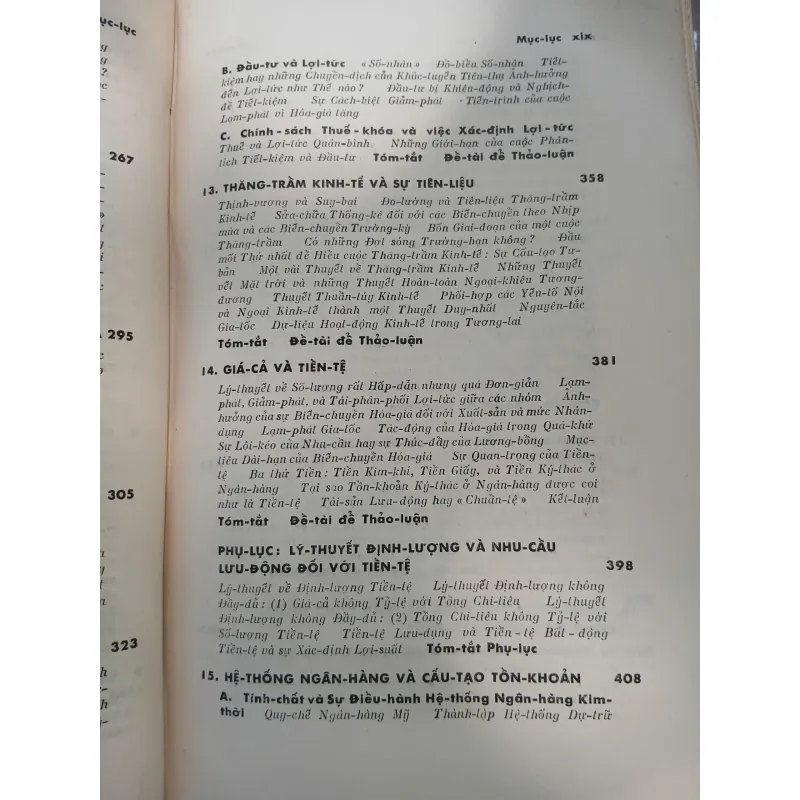 ục-lục
g
g
?
267
295
c
305
a
323
h
h
c
Mục-lục xix
B. Đầu-tư và Lợi-tức « Số-nhân » Đồ-biểu Số-nhân Tiết-
kiệm hay những Chuyển-dịch của Khúc-tuyến Tiêu-thụ Ảnh-hưởng
đến Lợi-tức như Thế nào ? Đầu-tư bị Khiêu-động và Nghịch-
đề Tiết-kiệm Sự Cách-biệt Giảm-phát Tiến-trình của cuộc
Lạm-phát vì Hóa-giá tăng
C. Chính-sách Thuế-khóa và việc Xác-định Lợi-tức
Thuế và Lợi-tức Quân-bình Những Giới-hạn của cuộc Phân-
tích Tiết-kiệm và Đầu-tư Tóm-tắt Đề-tài để Thảo-luận
13. THĂNG-TRẦM KINH-TẾ VÀ SỰ TIÊN-LIỆU 358
Thịnh-vượng và Suy-bại Đo-lường và Tiên-liệu Thăng-trầm
Kinh-tế Sửa-chữa Thống-kê đối với các Biến-chuyển theo Nhịp
mùa và các Biến-chuyển Trường-kỳ Bốn Giai-đoạn của một cuộc
Thăng-trầm Có những Đợt sóng Trường-hạn không ? Đầu
mối Thứ nhất để Hiểu cuộc Thăng-trầm Kinh-tế : Sự Cấu-tạo Tư-
bản Một vài Thuyết về Thăng-trầm Kinh-tế Những Thuyết
vết Mặt trời và những Thuyết Hoàn-toàn Ngoại-khiên Tương-
đương Thuyết Thuần-túy Kinh-tế Phối-hợp các Yếu-tố Nội
và Ngoại Kinh-tế thành một Thuyết Duy-nhất Nguyên-tắc
Gia-tốc Dự-liệu Hoạt-động Kinh-tế trong Tương-lai
Tóm-tắt Đề-tài để Thảo-luận
14. GIÁ-CẢ VÀ TIỀN-TỆ 381
Lý-thuyết về Số-lượng rất Hấp-dẫn nhưng quá Đơn-giản Lạm-
phát, Giảm-phát, và Tái-phân-phối Lợi-tức giữa các nhóm Ảnh-
hưởng của sự Biến-chuyển Hóa-giá đối với Xuất-sản và mức Nhân-
dụng Lạm-phát Gia-tốc Tác-động của Hóa-giá trong Quá-khứ
Sự Lôi-kéo của Nhu-cầu hay sự Thúc-đẩy của Lương-bổng Mục-
tiêu Dài-hạn của Biến-chuyển Hóa-giá Sự Quan-trọng của Tiền-
tệ Ba thứ Tiền : Tiền Kim-khí, Tiền Giấy, và Tiền Ký-thác ở
Ngân-hàng Tại sao Tồn-khoản Ký-thác ở Ngân-hàng được coi
như là Tiền-tệ Tài-sản Lưu-động hay « Chuẩn-tệ » Kết-luận
Tóm-tắt Đề-tài để Thảo-luận
PHỤ-LỤC : LÝ-THUYẾT ĐỊNH-LƯỢNG VÀ NHU-CẦU
LƯU-ĐỘNG ĐỐI VỚI TIỀN-TỆ 398
Lý-thuyết về Định-lượng Tiền-tệ Lý-thuyết Định-lượng không
Đầy-đủ : (1) Giá-cả không Tỷ-lệ với Tổng Chi-tiêu Lý-thuyết
Định-lượng không Đầy-đủ : (2) Tổng Chi-tiêu không Tỷ-lệ với
Số-lượng Tiền-tệ Tiền-tệ Lưu-dụng và Tiền-tệ Bất-động
Tiền-tệ và sự Xác-định Lợi-suất Tóm-tắt Phụ-lục
15. HỆ-THỐNG NGÂN-HÀNG VÀ CẤU-TẠO TỒN-KHOẢN 408
A. Tính-chất và Sự Điều-hành Hệ-thống Ngân-hàng Kim-
thời Quy-chế Ngân-hàng Mỹ Thành-lập Hệ-thống Dự-trữ